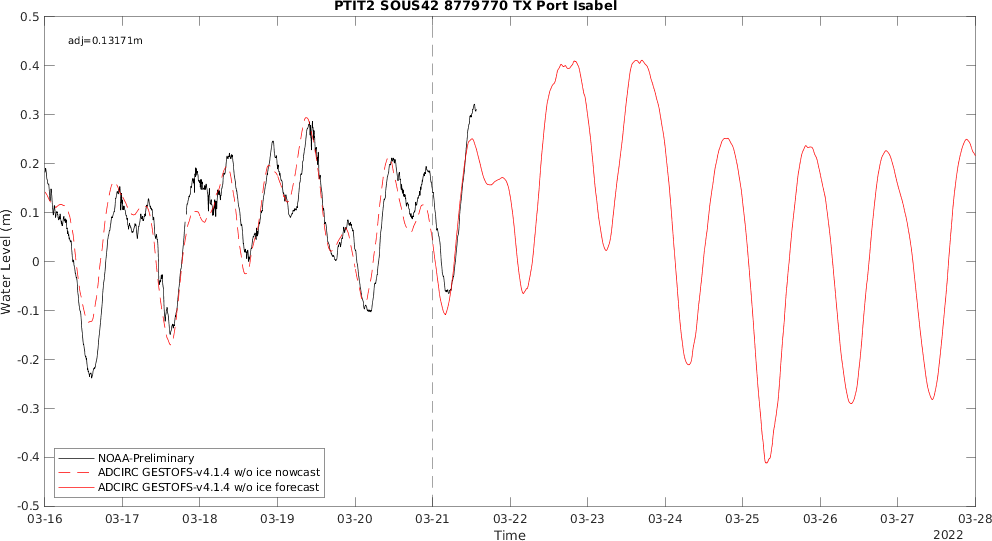 PTIT2 SOUS42 8779770 TX Port Isabel
adj=0.13171m
0.5
0.4
0.3
0.2
0.1
0
-0.1
-0.2
-0.3
-0.4
-0.5
Water Level (m)
NOAA-Preliminary
ADCIRC GESTOFS-v4.1.4 w/o ice nowcast
ADCIRC GESTOFS-v4.1.4 w/o ice forecast
03-16 03-17 03-18 03-19 03-20 03-21 03-22 03-23 03-24 03-25 03-26 03-27 03-28
Time
2022